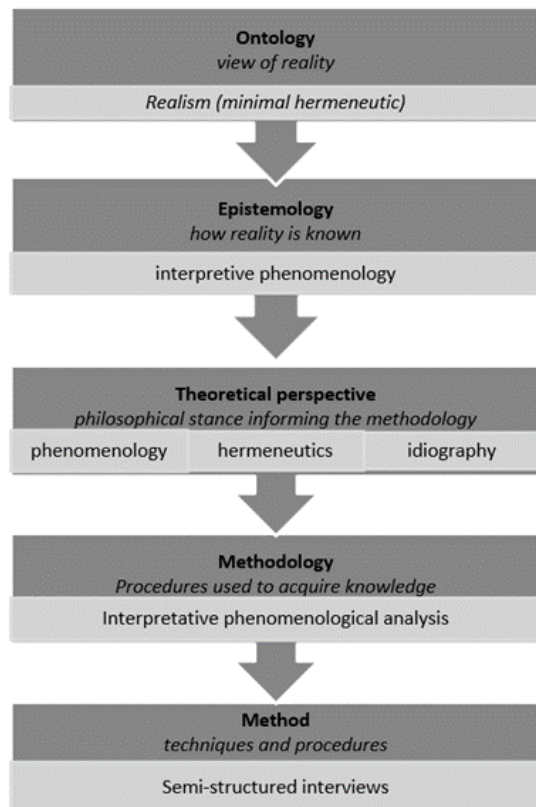 Ontology
view of reality
Realism (minimal hermeneutic)
Epistemology
how reality is known
interpretive phenomenology
Theoretical perspective
philosophical stance informing the methodology
phenomenology hermeneutics idiography
Methodology
Procedures used to acquire knowledge
Interpretative phenomenological analysis
Method
techniques and procedures
Semi-structured interviews